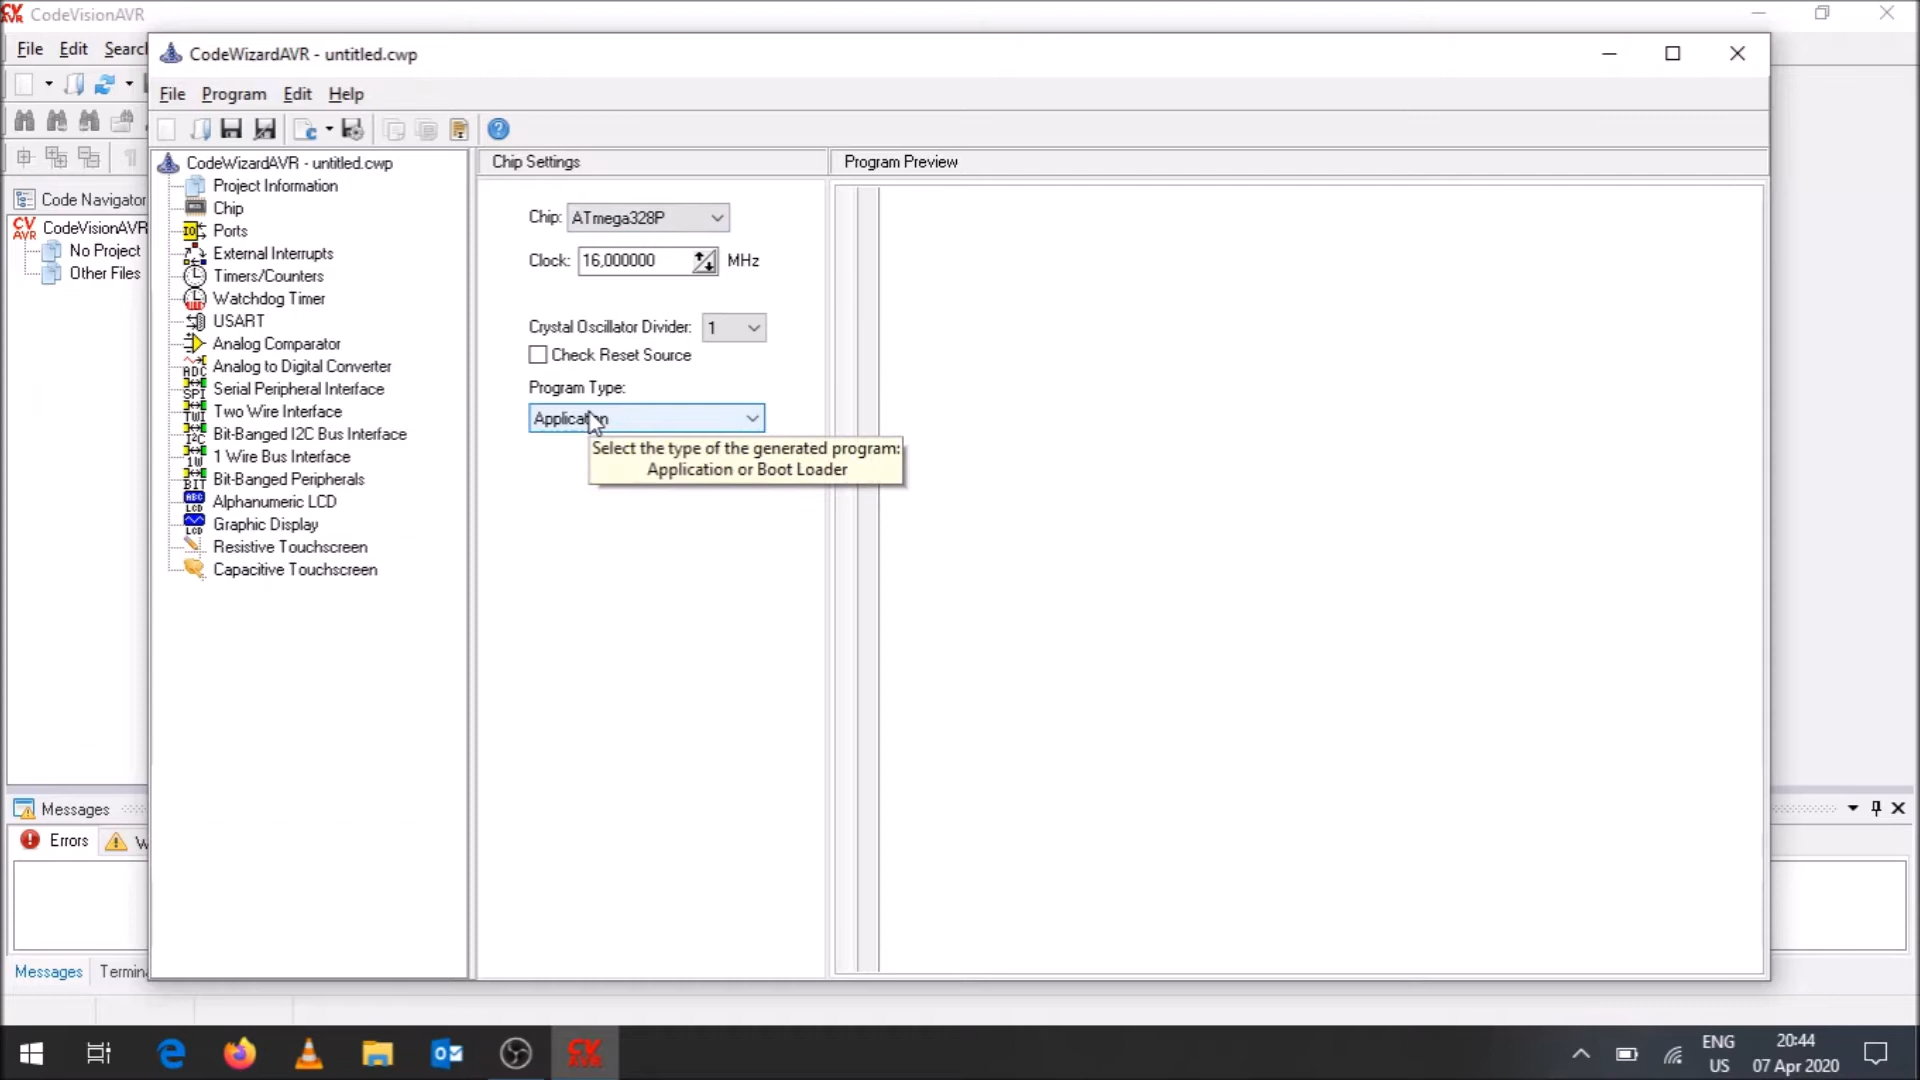 CodeVisionAVR
File Edit Search
CodeWizardAVR - untitled.cwp
File Program Edit Help
CodeWizardAVR - untitled.cwp
Project Information
Chip
Ports
External Interrupts
Timers/Counters
Watchdog Timer
USART
Analog Comparator
Analog to Digital Converter
Serial Peripheral Interface
Two Wire Interface
Bit-Banged I2C Bus Interface
1 Wire Bus Interface
Bit-Banged Peripherals
Alphanumeric LCD
Graphic Display
Resistive Touchscreen
Capacitive Touchscreen
Chip Settings
Chip: ATmega328P
Clock: 16,000000 MHz
Crystal Oscillator Divider: 1
Check Reset Source
Program Type:
Application
Select the type of the generated program:
Application or Boot Loader
Program Preview
Code Navigator
CodeVisionAVR
No Project
Other Files
Messages
Errors W
Messages Termina
ENG
US
20:44
07 Apr 2020